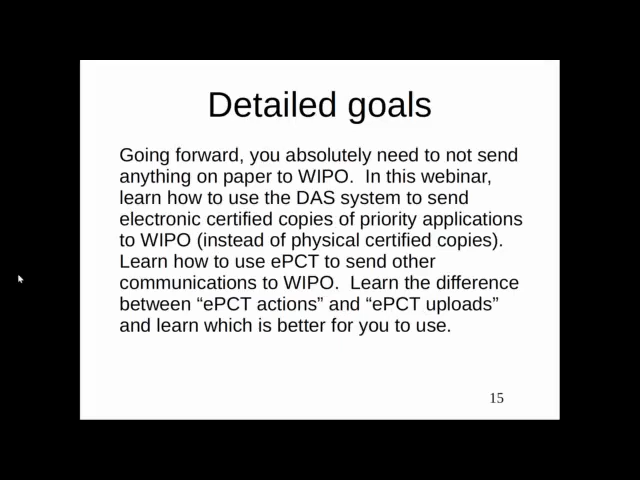 Detailed goals
Going forward, you absolutely need to not send
anything on paper to WIPO.  In this webinar,
learn how to use the DAS system to send
electronic certified copies of priority applications
to WIPO (instead of physical certified copies).
Learn how to use ePCT to send other
communications to WIPO.  Learn the difference
between “ePCT actions” and “ePCT uploads”
and learn which is better for you to use.
15